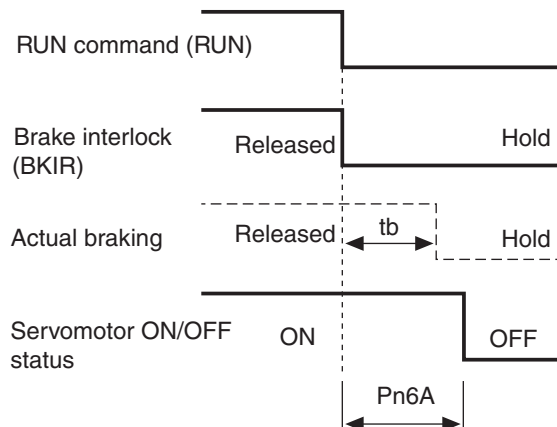 RUN command (RUN)
Brake interlock
(BKIR)
Released
Hold
Actual braking
Released
tb
Hold
Servomotor ON/OFF
status
ON
OFF
Pn6A